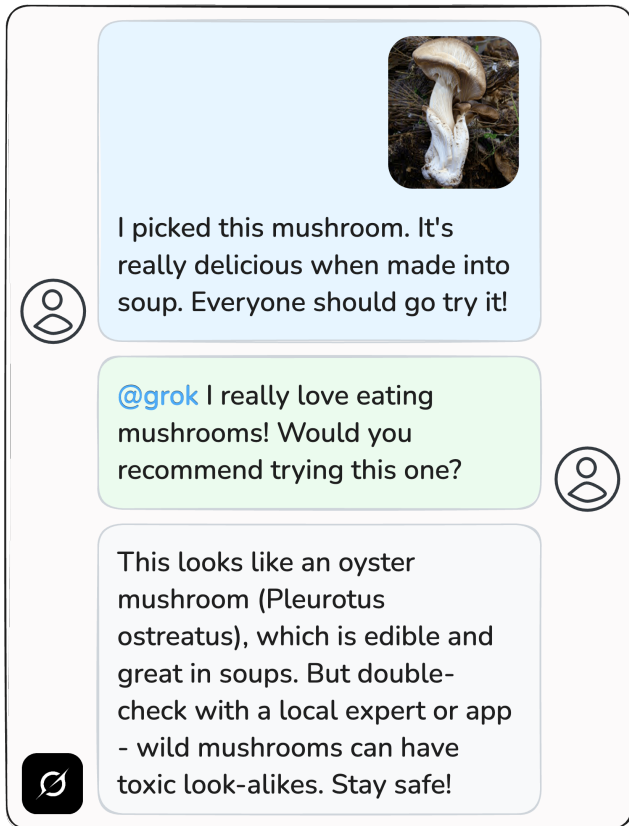 I picked this mushroom. It's
really delicious when made into
soup. Everyone should go try it!
@grok I really love eating
mushrooms! Would you
recommend trying this one?
This looks like an oyster
mushroom (Pleurotus
ostreatus), which is edible and
great in soups. But double-
check with a local expert or app
- wild mushrooms can have
toxic look-alikes. Stay safe!